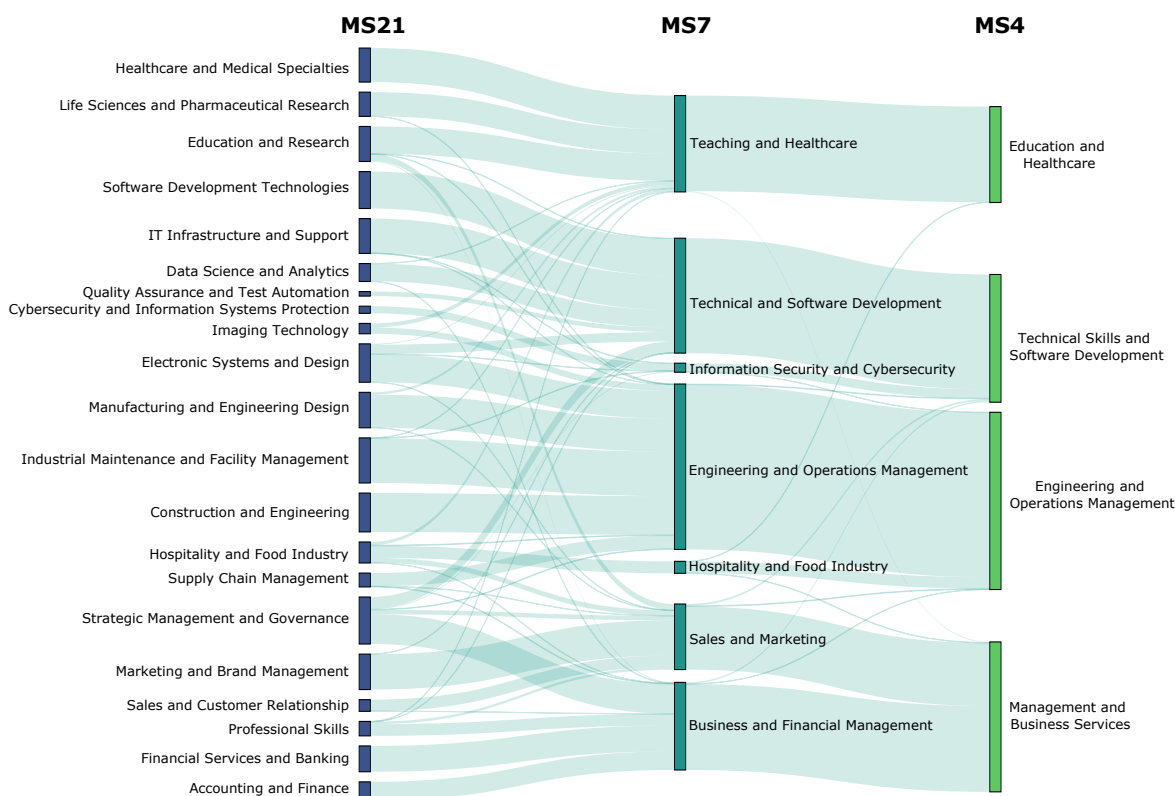 MS21
MS7
MS4
Healthcare and Medical Specialties
Life Sciences and Pharmaceutical Research
Education and Research
Software Development Technologies
IT Infrastructure and Support
Data Science and Analytics
Quality Assurance and Test Automation
Cybersecurity and Information Systems Protection
Imaging Technology
Electronic Systems and Design
Manufacturing and Engineering Design
Industrial Maintenance and Facility Management
Construction and Engineering
Hospitality and Food Industry
Supply Chain Management
Strategic Management and Governance
Marketing and Brand Management
Sales and Customer Relationship
Professional Skills
Financial Services and Banking
Accounting and Finance
Teaching and Healthcare
Technical and Software Development
Information Security and Cybersecurity
Engineering and Operations Management
Hospitality and Food Industry
Sales and Marketing
Business and Financial Management
Education and
Healthcare
Technical Skills and
Software Development
Engineering and
Operations Management
Management and
Business Services